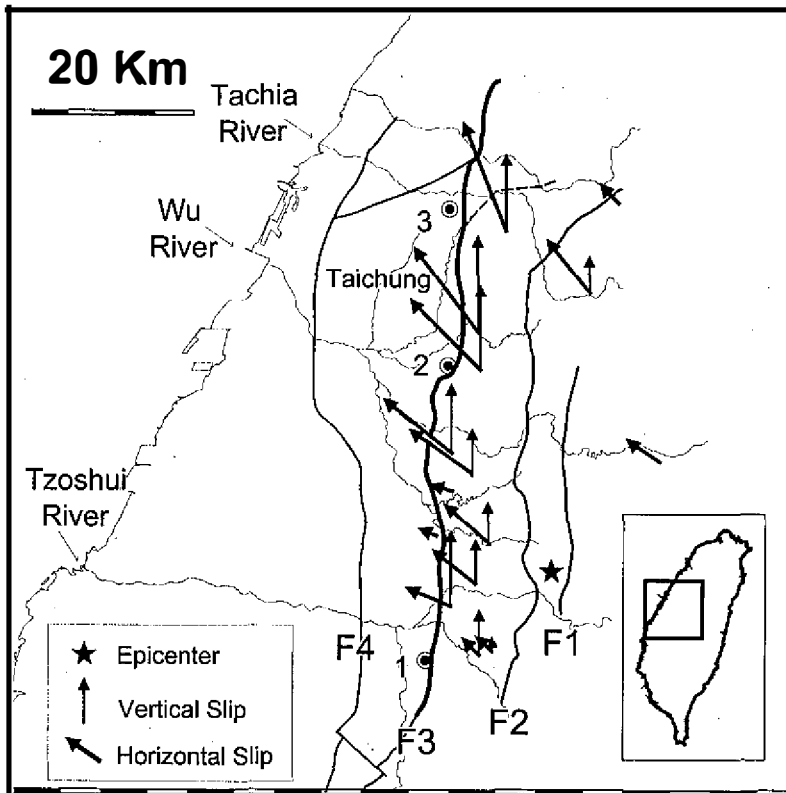 20 Km
Tachia
River
Wu
River
3
Taichung
2
Tzoshui
River
F4
F1
1
F2
F3
Epicenter
Vertical Slip
Horizontal Slip